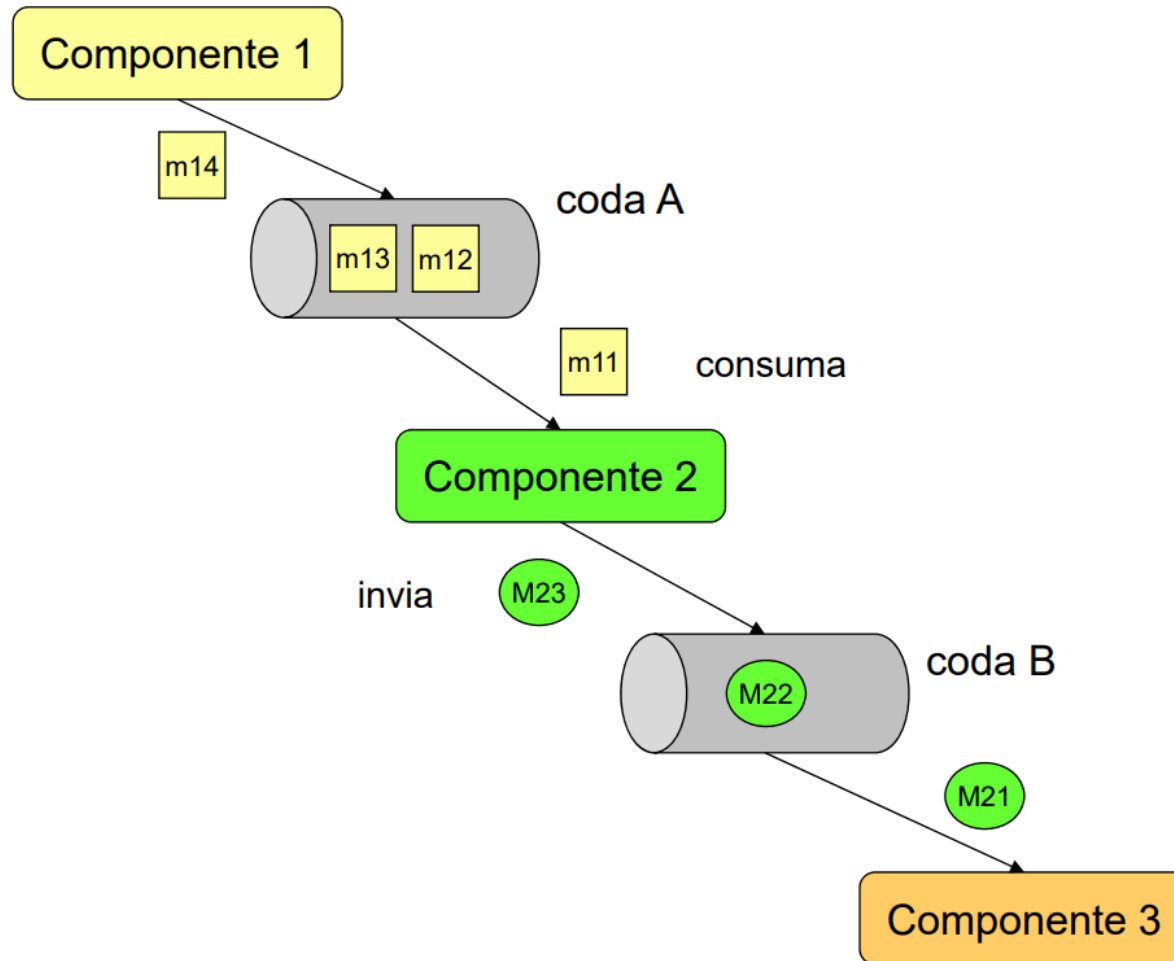 Componente 1
m14
coda A
m13 m12
m11 consuma
Componente 2
invia M23
coda B
M22
M21
Componente 3